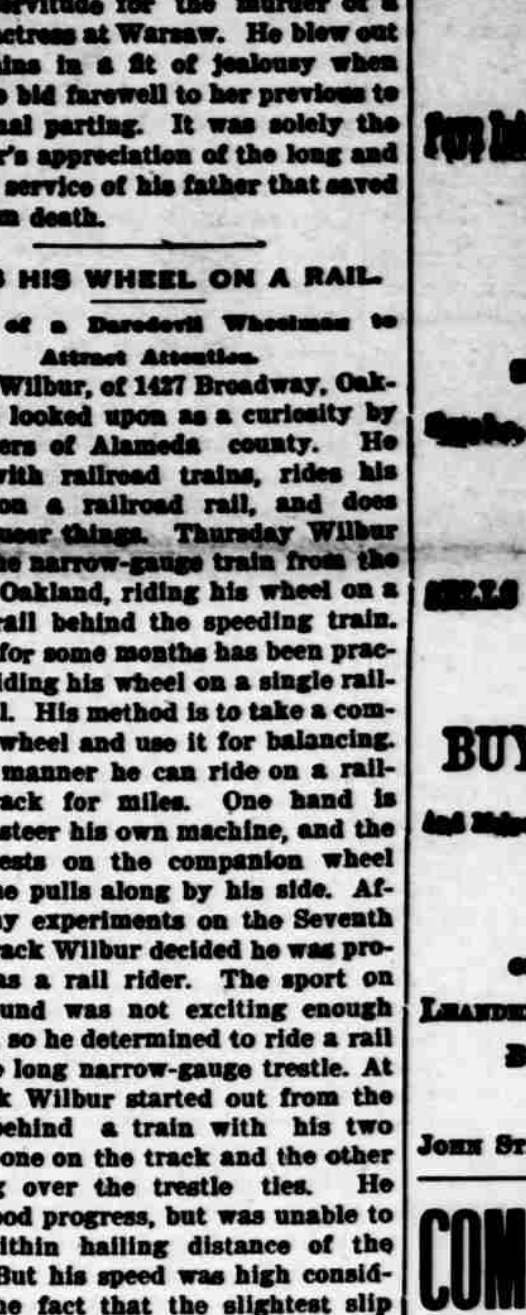 ervitude for the murder of a
actress at Warsaw. He blew out
ins in a fit of jealousy when
bid farewell to her previous to
nal parting. It was solely the
r's appreciation of the long and
service of his father that saved
m death.
HIS WHEEL ON A RAIL.
of a Daredevil Wheelman to
Attract Attention.
Wilbur, of 1427 Broadway, Oak-
looked upon as a curiosity by
ers of Alameda county. He
with railroad trains, rides his
on a railroad rail, and does
ueer things. Thursday Wilbur
he narrow-gauge train from the
Oakland, riding his wheel on a
rail behind the speeding train.
for some months has been prac-
iding his wheel on a single rail-
l. His method is to take a com-
wheel and use it for balancing.
manner he can ride on a rail-
ack for miles. One hand is
steer his own machine, and the
ests on the companion wheel
he pulls along by his side. Af-
ny experiments on the Seventh
rack Wilbur decided he was pro-
as a rail rider. The sport on
und was not exciting enough
so he determined to ride a rail
long narrow-gauge trestle. At
k Wilbur started out from the
behind a train with his two
one on the track and the other
g over the trestle ties. He
ood progress, but was unable to
ithin hailing distance of the
But his speed was high consid-
he fact that the slightest slip
Pays
SELLS
BUY
And
LEANDE
JOHN ST
COM